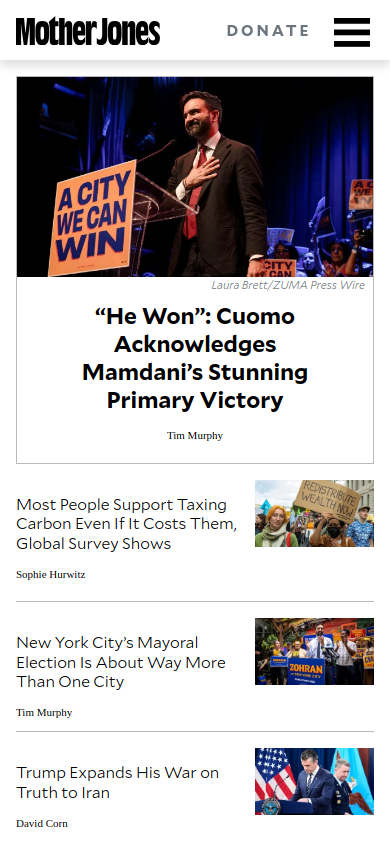 Mother Jones
DONATE
A CITY
WE CAN
WIN
Laura Brett/ZUMA Press Wire
“He Won”: Cuomo
Acknowledges
Mamdani’s Stunning
Primary Victory
Tim Murphy
Most People Support Taxing
Carbon Even If It Costs Them,
Global Survey Shows
Sophie Hurwitz
REDISTRIBUTE
WEALTH NOW
New York City’s Mayoral
Election Is About Way More
Than One City
Tim Murphy
ZOHRAN
Trump Expands His War on
Truth to Iran
David Corn